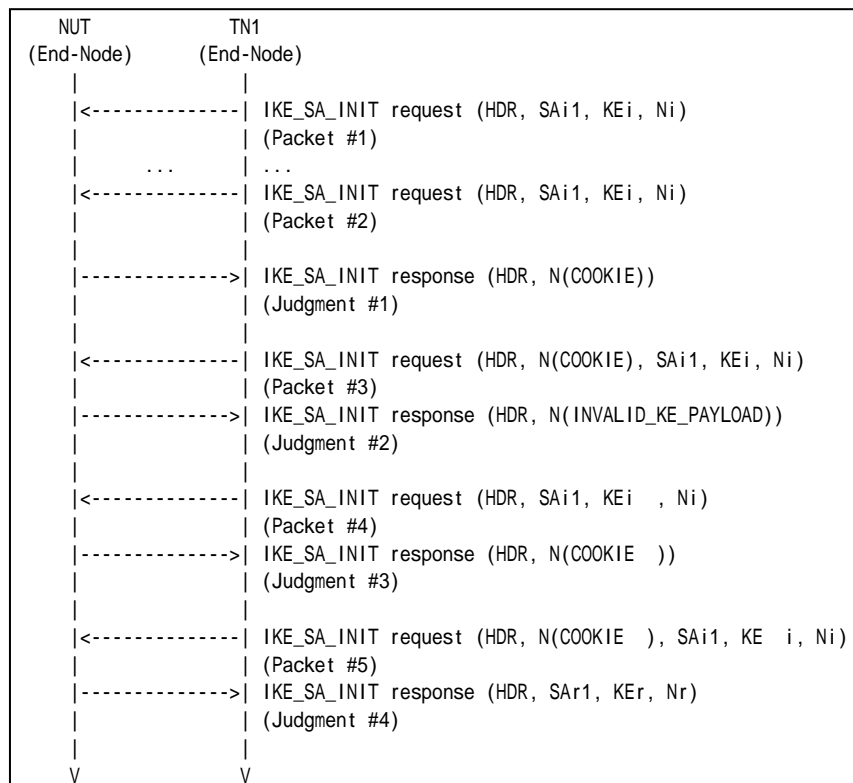 NUT TN1
(End-Node) (End-Node)
| |
|<--------------| IKE_SA_INIT request (HDR, SAi1, KEi, Ni)
| | (Packet #1)
| ... | ...
|<--------------| IKE_SA_INIT request (HDR, SAi1, KEi, Ni)
| | (Packet #2)
| |
|-------------->| IKE_SA_INIT response (HDR, N(COOKIE))
| | (Judgment #1)
| |
|<--------------| IKE_SA_INIT request (HDR, N(COOKIE), SAi1, KEi, Ni)
| | (Packet #3)
|-------------->| IKE_SA_INIT response (HDR, N(INVALID_KE_PAYLOAD))
| | (Judgment #2)
| |
|<--------------| IKE_SA_INIT request (HDR, SAi1, KEi , Ni)
| | (Packet #4)
|-------------->| IKE_SA_INIT response (HDR, N(COOKIE ))
| | (Judgment #3)
| |
|<--------------| IKE_SA_INIT request (HDR, N(COOKIE ), SAi1, KE i, Ni)
| | (Packet #5)
|-------------->| IKE_SA_INIT response (HDR, SAr1, KEr, Nr)
| | (Judgment #4)
| |
V V